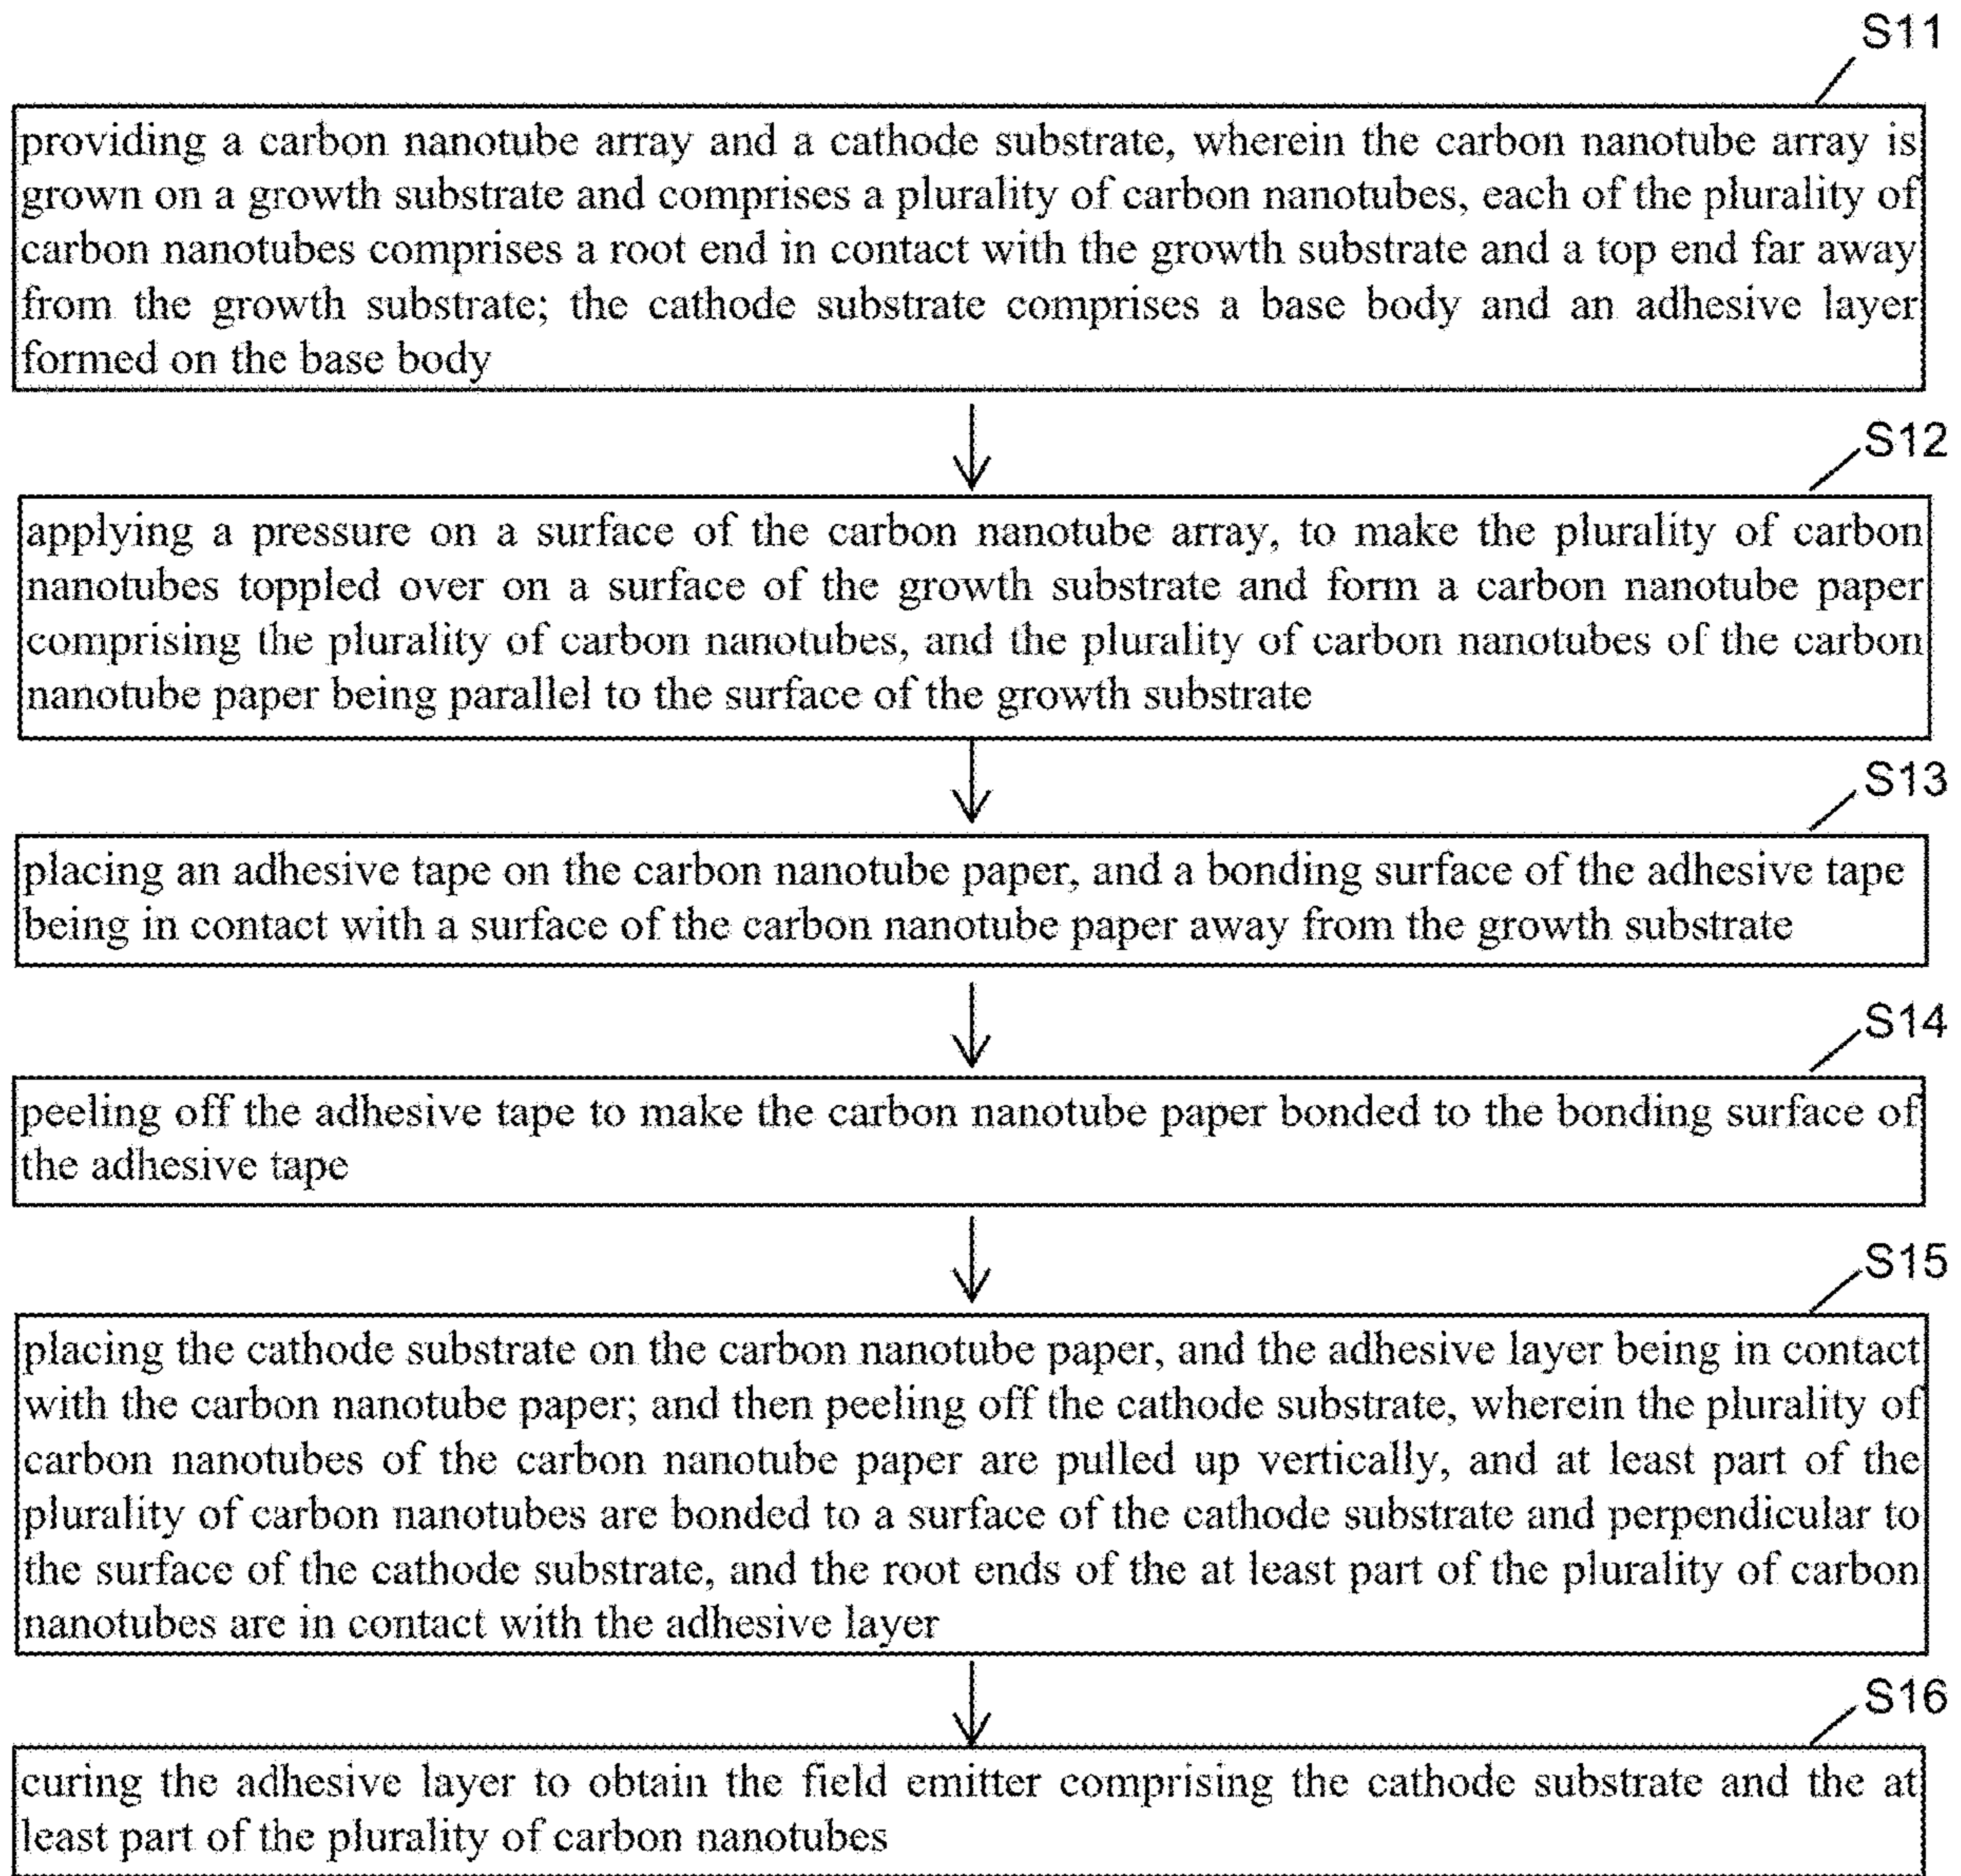 S11
providing a carbon nanotube array and a cathode substrate, wherein the carbon nanotube array is
grown on a growth substrate and comprises a plurality of carbon nanotubes, each of the plurality of
carbon nanotubes comprises a root end in contact with the growth substrate and a top end far away
from the growth substrate; the cathode substrate comprises a base body and an adhesive layer
formed on the base body
S12
applying a pressure on a surface of the carbon nanotube array, to make the plurality of carbon
nanotubes toppled over on a surface of the growth substrate and form a carbon nanotube paper
comprising the plurality of carbon nanotubes, and the plurality of carbon nanotubes of the carbon
nanotube paper being parallel to the surface of the growth substrate
S13
placing an adhesive tape on the carbon nanotube paper, and a bonding surface of the adhesive tape
being in contact with a surface of the carbon nanotube paper away from the growth substrate
S14
peeling off the adhesive tape to make the carbon nanotube paper bonded to the bonding surface of
the adhesive tape
S15
placing the cathode substrate on the carbon nanotube paper, and the adhesive layer being in contact
with the carbon nanotube paper; and then peeling off the cathode substrate, wherein the plurality of
carbon nanotubes of the carbon nanotube paper are pulled up vertically, and at least part of the
plurality of carbon nanotubes are bonded to a surface of the cathode substrate and perpendicular to
the surface of the cathode substrate, and the root ends of the at least part of the plurality of carbon
nanotubes are in contact with the adhesive layer
S16
curing the adhesive layer to obtain the field emitter comprising the cathode substrate and the at
least part of the plurality of carbon nanotubes